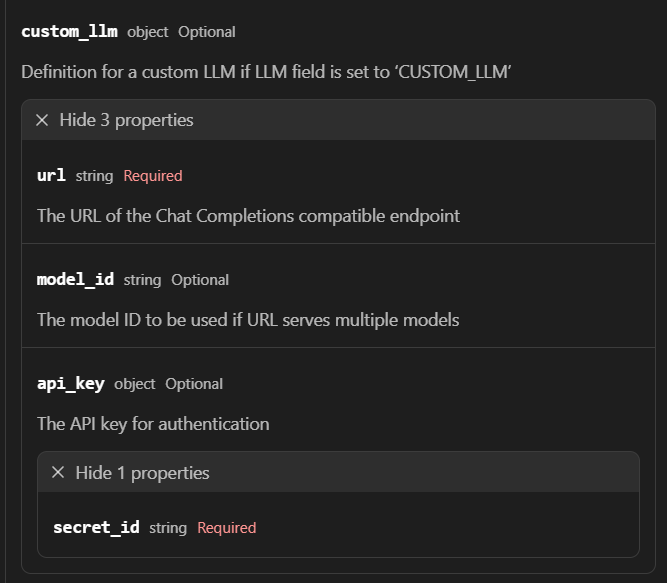 custom_llm object Optional
Definition for a custom LLM if LLM field is set to ‘CUSTOM_LLM’
Hide 3 properties
url string Required
The URL of the Chat Completions compatible endpoint
model_id string Optional
The model ID to be used if URL serves multiple models
api_key object Optional
The API key for authentication
Hide 1 properties
secret_id string Required